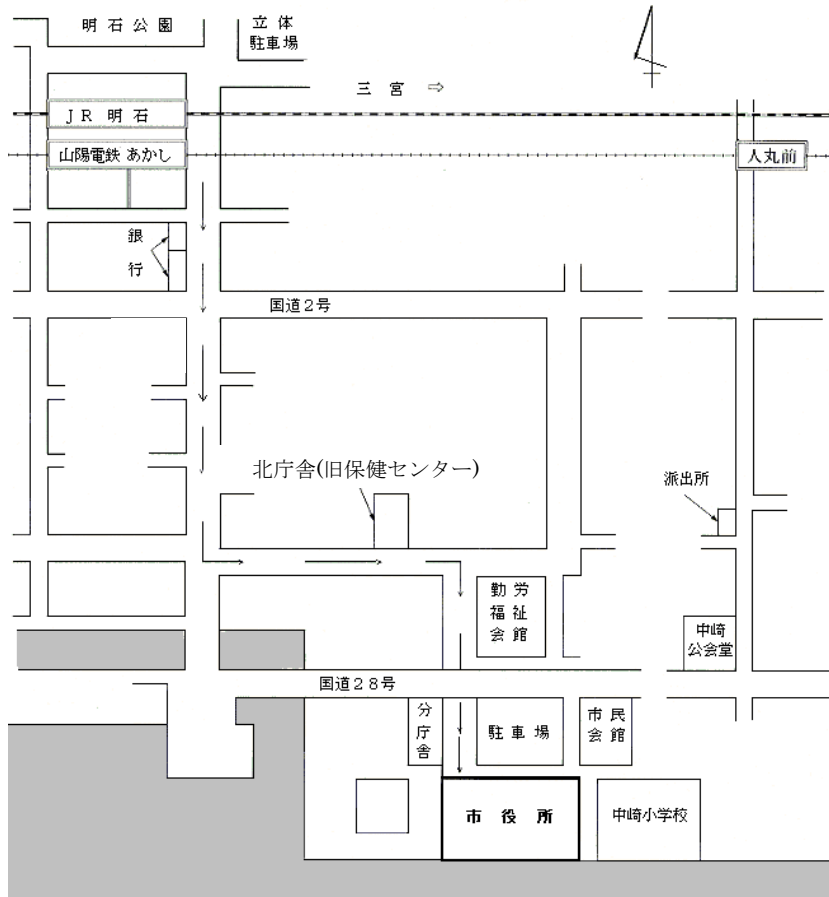 明石公園
立体
駐車場
三宮 ⇨
JR 明石
山陽電鉄 あかし
人丸前
銀
行
国道2号
北庁舎(旧保健センター)
派出所
勤労
福祉
会館
中崎
公会堂
国道28号
分
庁
舎
駐車場
市民
会館
市役所
中崎小学校